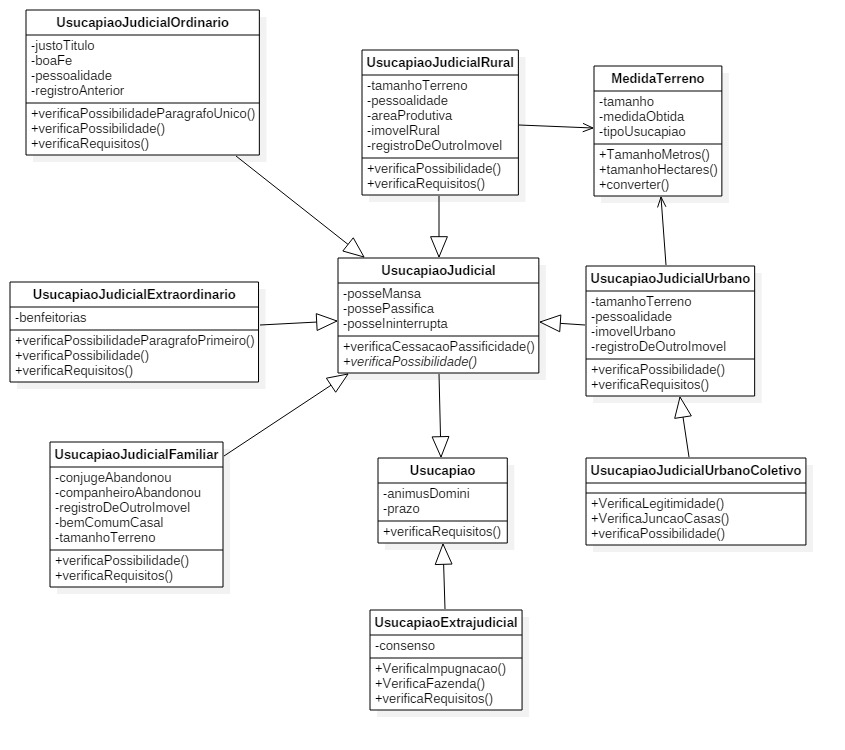 UsucapiaoJudicialOrdinario
-justoTitulo
-boaFe
-pessoalidade
-registroAnterior
+verificaPossibilidadeParagrafoUnico()
+verificaPossibilidade()
+verificaRequisitos()
UsucapiaoJudicialRural
-tamanhoTerreno
-pessoalidade
-areaProdutiva
-imovelRural
-registroDeOutroImovel
+verificaPossibilidade()
+verificaRequisitos()
MedidaTerreno
-tamanho
-medidaObtida
-tipoUsucapiao
+TamanhoMetros()
+tamanhoHectares()
+converter()
UsucapiaoJudicialExtraordinario
-benfeitorias
+verificaPossibilidadeParagrafoPrimeiro()
+verificaPossibilidade()
+verificaRequisitos()
UsucapiaoJudicial
-posseMansa
-possePassifica
-posseIninterrupta
+verificaCessacaoPassificidade()
+verificaPossibilidade()
UsucapiaoJudicialUrbano
-tamanhoTerreno
-pessoalidade
-imovelUrbano
-registroDeOutroImovel
+verificaPossibilidade()
+verificaRequisitos()
UsucapiaoJudicialFamiliar
-conjugeAbandonou
-companheiroAbandonou
-registroDeOutroImovel
-bemComumCasal
-tamanhoTerreno
+verificaPossibilidade()
+verificaRequisitos()
Usucapiao
-animusDomini
-prazo
+verificaRequisitos()
UsucapiaoJudicialUrbanoColetivo
+VerificaLegitimidade()
+VerificaJuncaoCasas()
+verificaPossibilidade()
UsucapiaoExtrajudicial
-consenso
+VerificaImpugnacao()
+VerificaFazenda()
+verificaRequisitos()